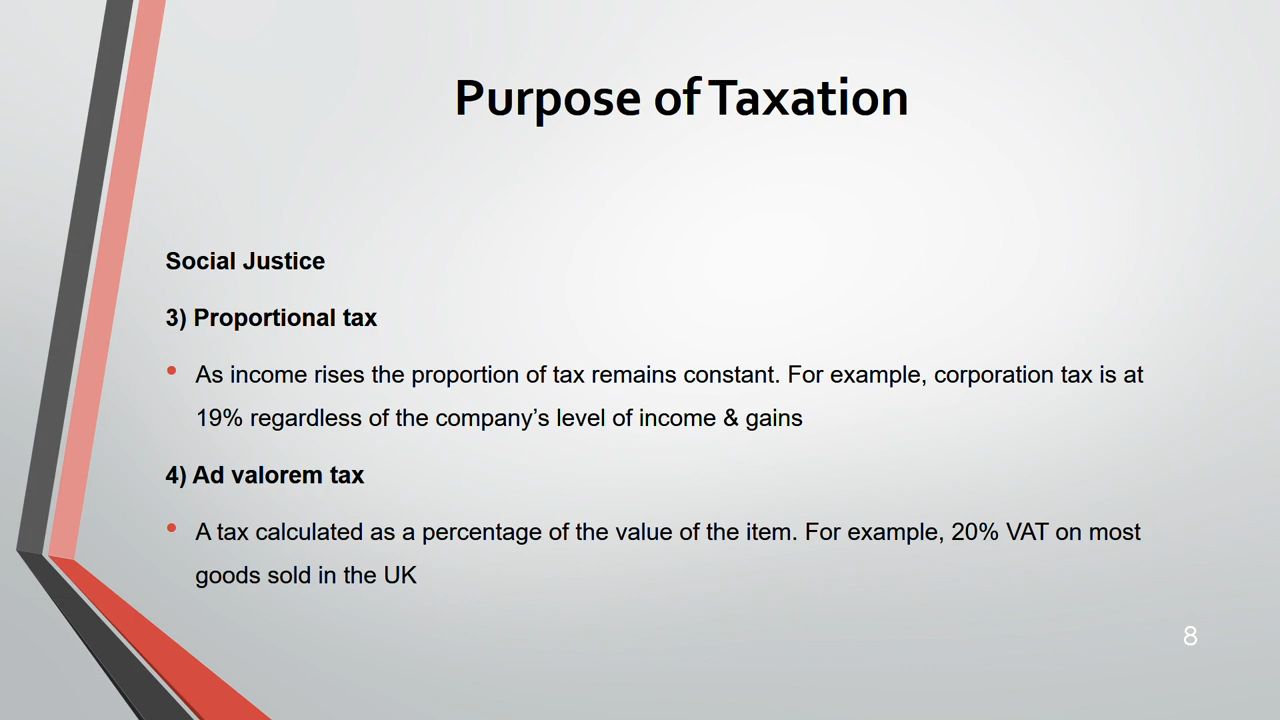 Purpose of Taxation
Social Justice
3) Proportional tax
• As income rises the proportion of tax remains constant. For example, corporation tax is at
19% regardless of the company’s level of income & gains
4) Ad valorem tax
• A tax calculated as a percentage of the value of the item. For example, 20% VAT on most
goods sold in the UK
8